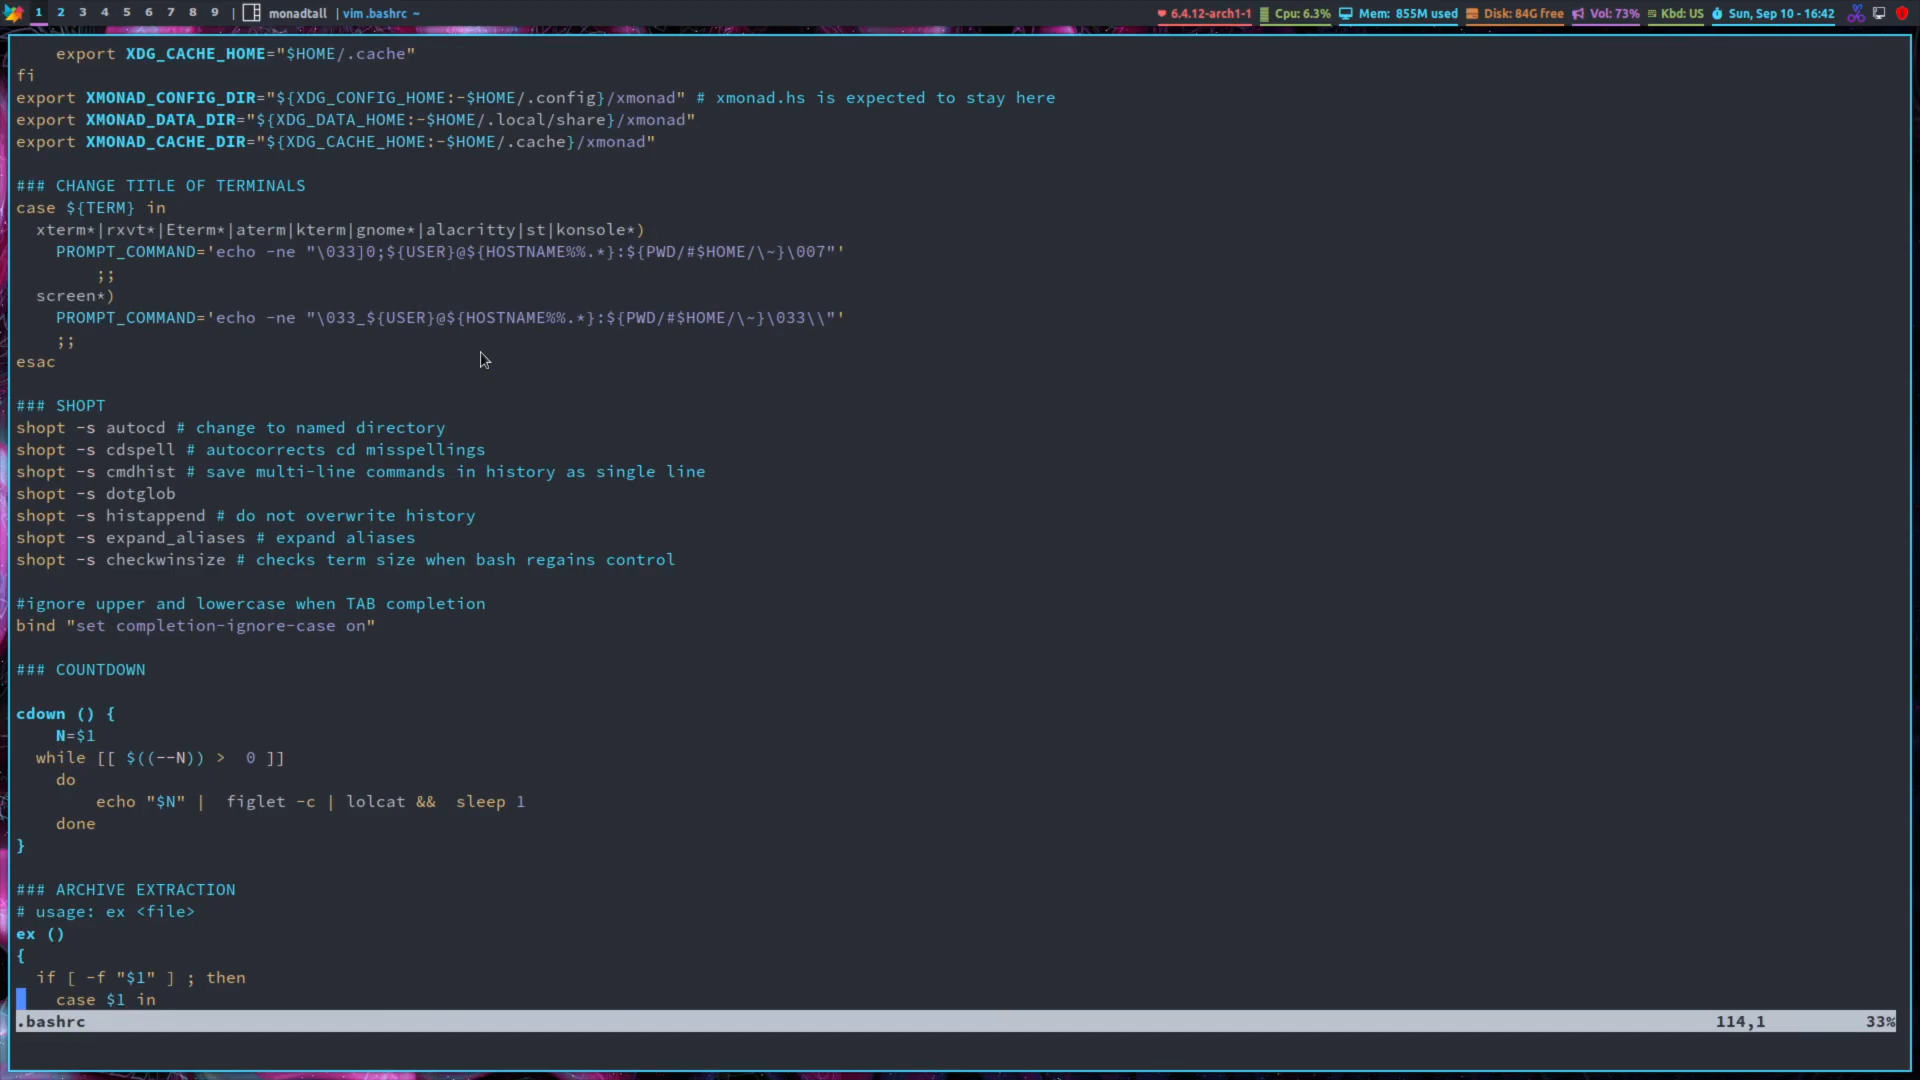 1 2 3 4 5 6 7 8 9 | monadtall | vim .bashrc ~ 6.4.12-arch1-1 Cpu: 6.3% Mem: 855M used Disk: 84G free Vol: 73% Kbd: US Sun, Sep 10 - 16:42
    export XDG_CACHE_HOME="$HOME/.cache"
fi
export XMONAD_CONFIG_DIR="${XDG_CONFIG_HOME:-$HOME/.config}/xmonad" # xmonad.hs is expected to stay here
export XMONAD_DATA_DIR="${XDG_DATA_HOME:-$HOME/.local/share}/xmonad"
export XMONAD_CACHE_DIR="${XDG_CACHE_HOME:-$HOME/.cache}/xmonad"
### CHANGE TITLE OF TERMINALS
case ${TERM} in
  xterm*|rxvt*|Eterm*|aterm|kterm|gnome*|alacritty|st|konsole*)
    PROMPT_COMMAND='echo -ne "\033]0;${USER}@${HOSTNAME%%.*}:${PWD/#$HOME/\~}\007"'
        ;;
  screen*)
    PROMPT_COMMAND='echo -ne "\033_${USER}@${HOSTNAME%%.*}:${PWD/#$HOME/\~}\033\\"'
    ;;
esac
### SHOPT
shopt -s autocd # change to named directory
shopt -s cdspell # autocorrects cd misspellings
shopt -s cmdhist # save multi-line commands in history as single line
shopt -s dotglob
shopt -s histappend # do not overwrite history
shopt -s expand_aliases # expand aliases
shopt -s checkwinsize # checks term size when bash regains control
#ignore upper and lowercase when TAB completion
bind "set completion-ignore-case on"
### COUNTDOWN
cdown () {
    N=$1
  while [[ $((--N)) >  0 ]]
    do
        echo "$N" |  figlet -c | lolcat &&  sleep 1
    done
}
### ARCHIVE EXTRACTION
# usage: ex <file>
ex ()
{
  if [ -f "$1" ] ; then
    case $1 in
.bashrc 114,1 33%